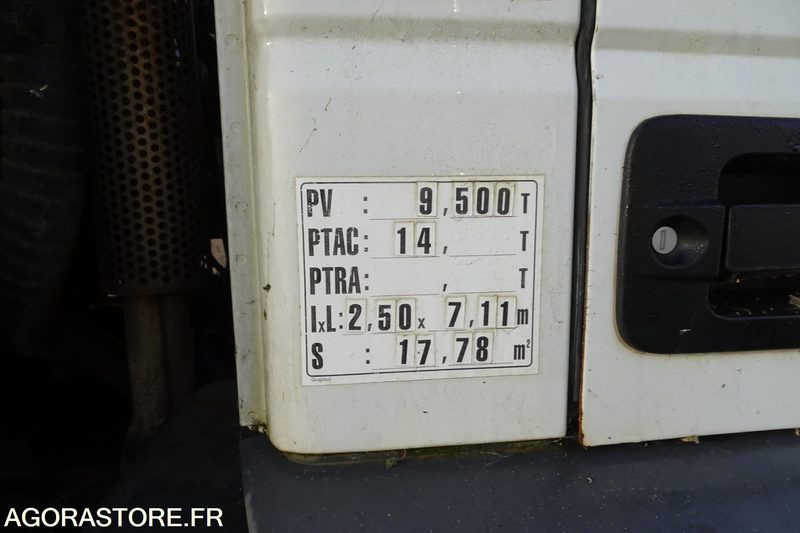 PV : 9,500 T
PTAC: 14, T
PTRA: , T
lxL: 2,50 x 7,11 m
S : 17,78 m²
Graphot
AGORASTORE.FR